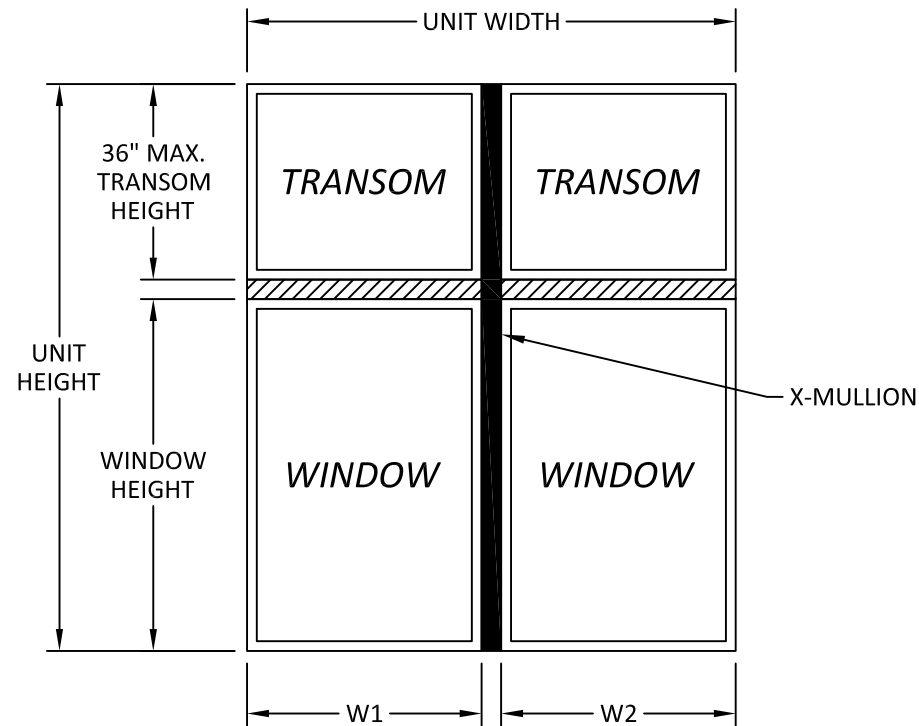 UNIT WIDTH
36" MAX.
TRANSOM
HEIGHT
TRANSOM
TRANSOM
UNIT
HEIGHT
X-MULLION
WINDOW
HEIGHT
WINDOW
WINDOW
W1
W2